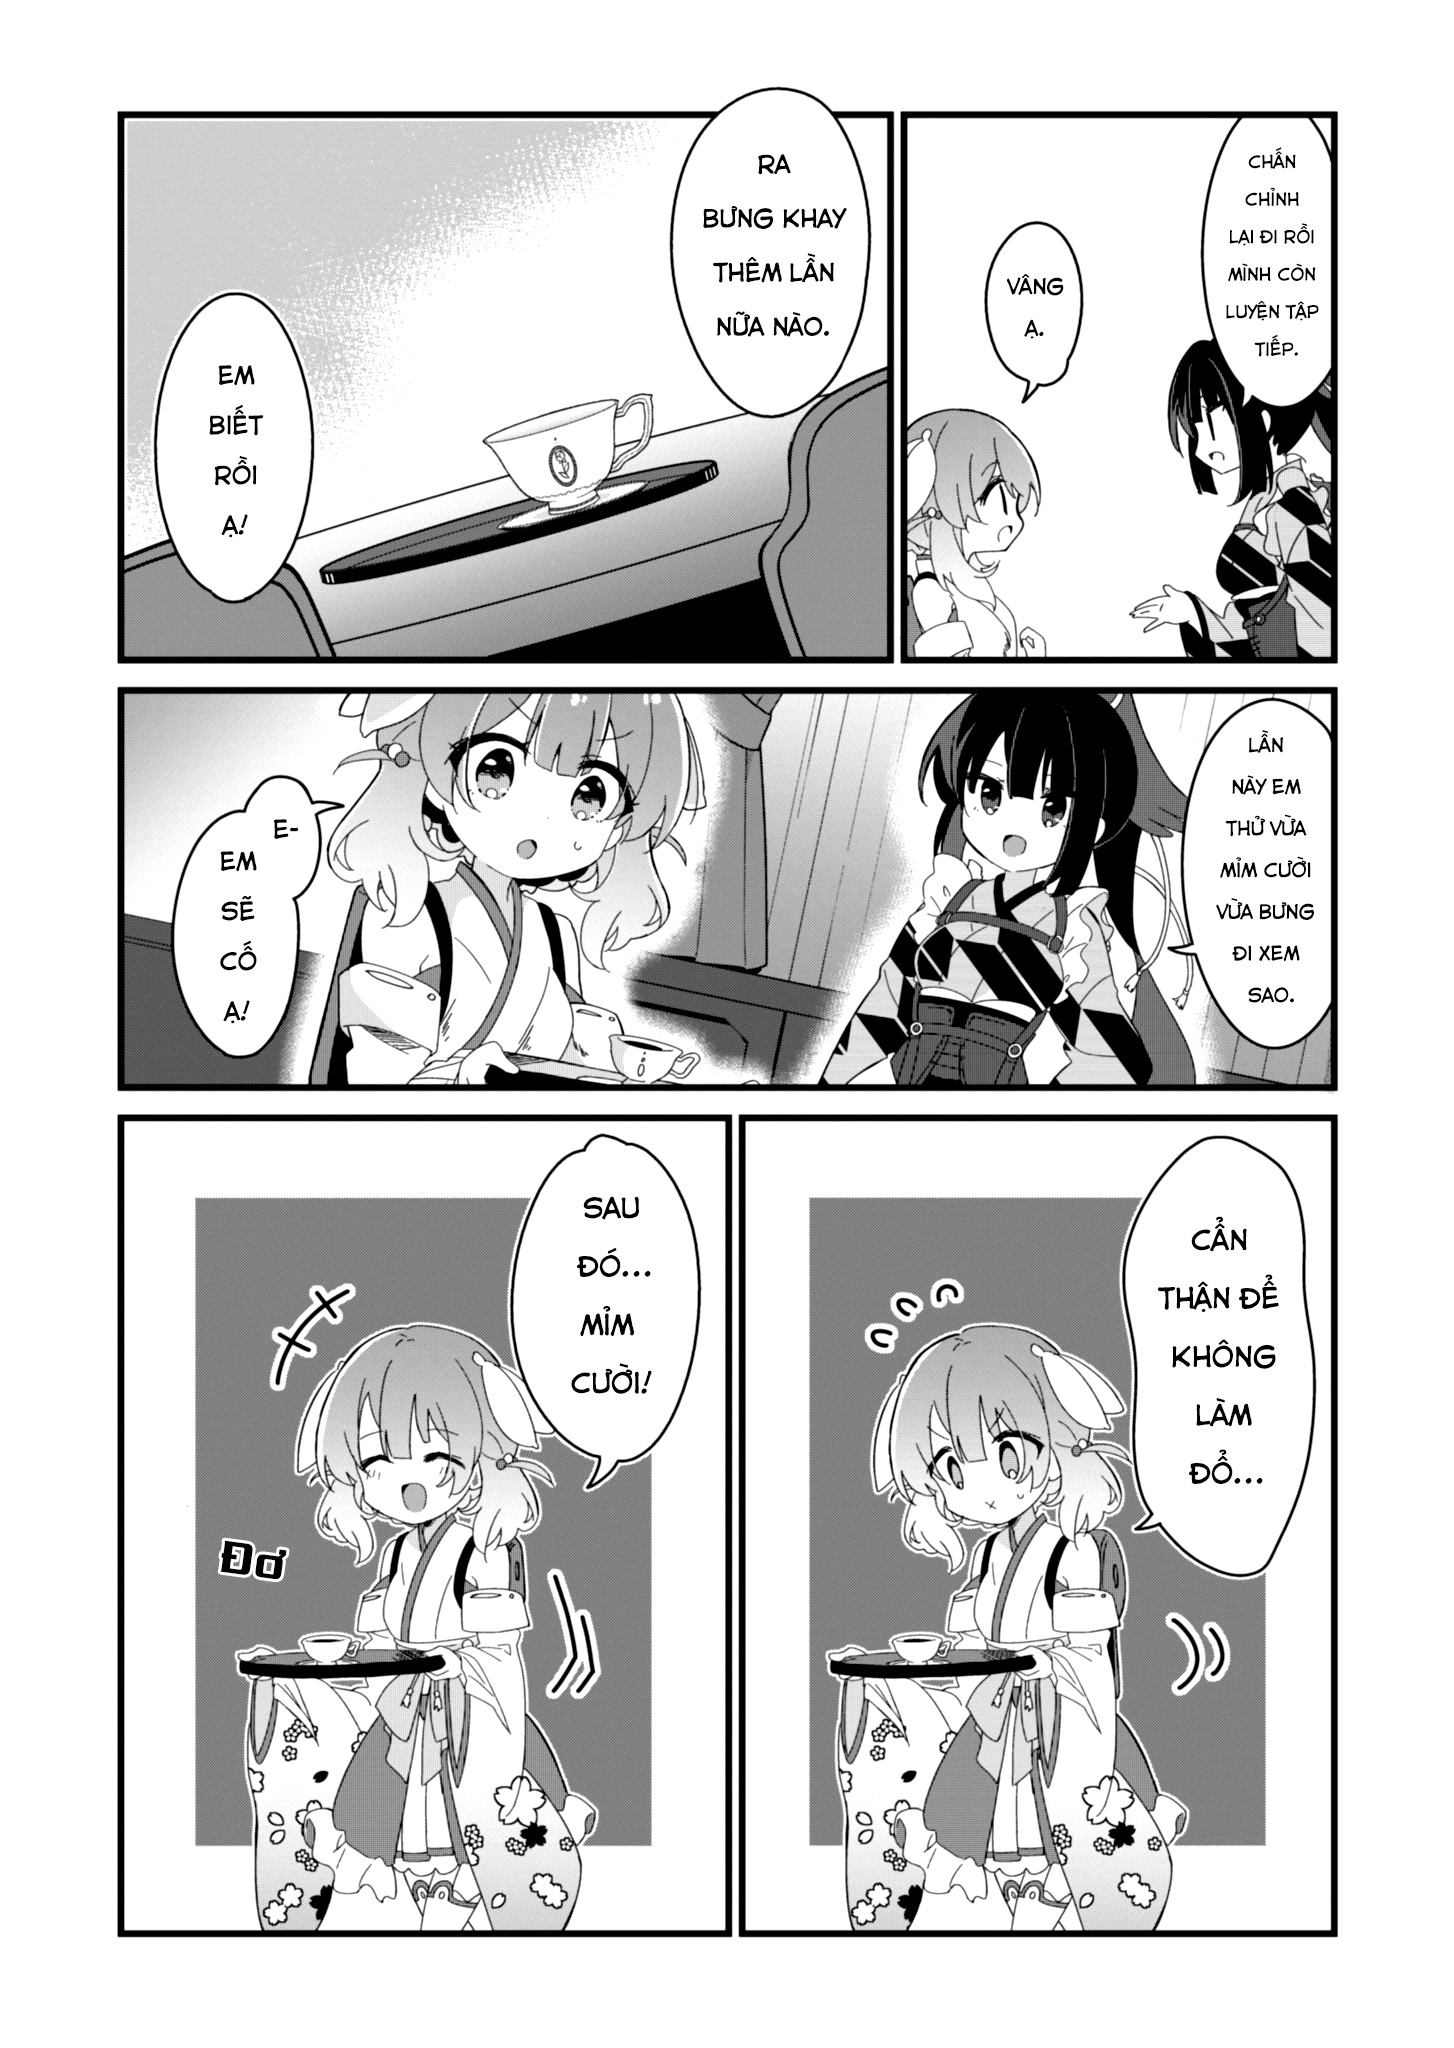 CHẤN
CHỈNH
LẠI ĐI RỒI
MÌNH CÒN
LUYỆN TẬP
TIẾP.
VÂNG
Ạ.
RA
BƯNG KHAY
THÊM LẦN
NỮA NÀO.
EM
BIẾT
RỒI
Ạ!
LẦN
NÀY EM
THỬ VỪA
MỈM CƯỜI
VỪA BƯNG
ĐI XEM
SAO.
E-
EM
SẼ
CỐ
Ạ!
CẨN
THẬN ĐỂ
KHÔNG
LÀM
ĐỔ...
SAU
ĐÓ...
MỈM
CƯỜI!
Đơ